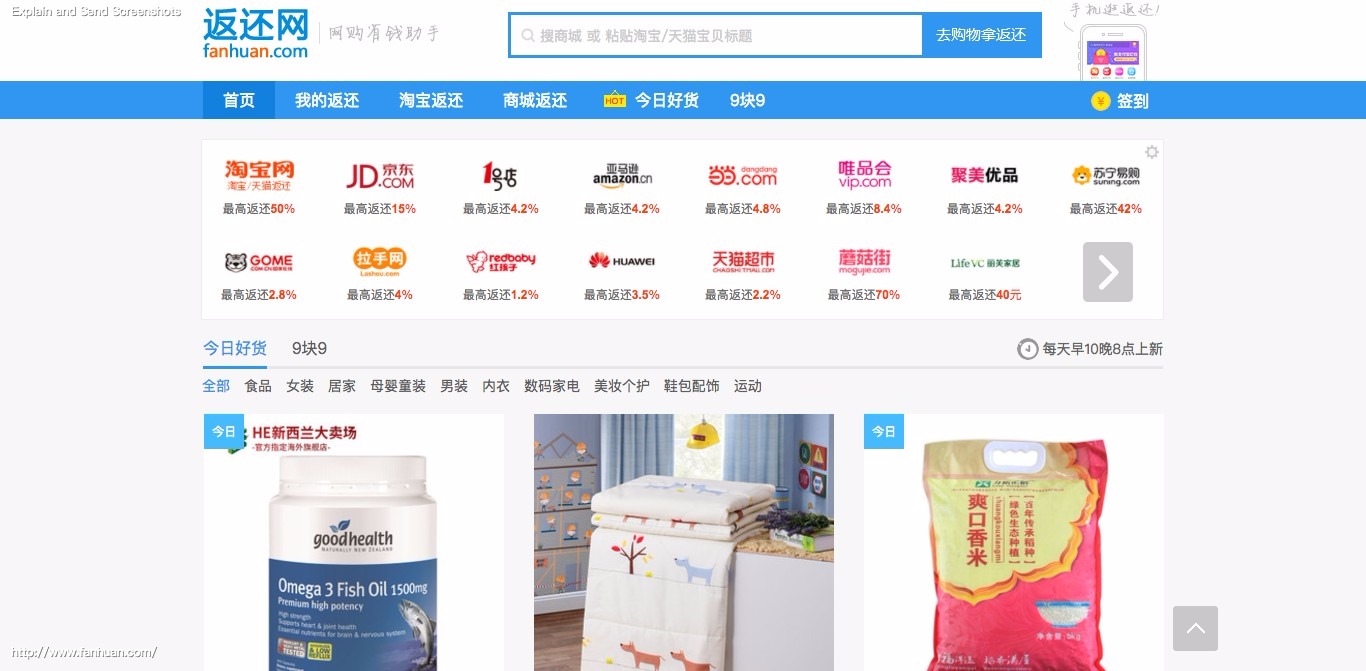 Explain and Send Screenshots
返还网
fanhuan.com
网购有钱助手
搜商城 或 粘贴淘宝/天猫宝贝标题
去购物拿返还
手机逛返还!
首页 我的返还 淘宝返还 商城返还 HOT 今日好货 9块9 签到
淘宝网 JD京东 1号店 亚马逊 当当 dangdang 唯品会 聚美优品 苏宁易购
淘宝/天猫返还 JD.COM amazon.cn dangdang.com vip.com suning.com
最高返还50% 最高返还15% 最高返还4.2% 最高返还4.2% 最高返还4.8% 最高返还8.4% 最高返还4.2% 最高返还42%
GOME 拉手网 redbaby HUAWEI 天猫超市 蘑菇街 LifeVC 丽芙家居
Lashou.com 红孩子 CHAOSHI.TMALL.COM mogujie.com
最高返还2.8% 最高返还4% 最高返还1.2% 最高返还3.5% 最高返还2.2% 最高返还70% 最高返还40元
今日好货 9块9 每天早10晚8点上新
全部 食品 女装 居家 母婴童装 男装 内衣 数码家电 美妆个护 鞋包配饰 运动
今日
HE新西兰大卖场
-官方指定海外旗舰店-
goodhealth
NATURALLY NEW ZEALAND
Omega 3 Fish Oil 1500mg
Premium high potency
High strength
Supports heart & joint health
Essential nutrients for brain & nervous system
今日
爽口香米
shuangkouxiangmi
绿色生态种植
百年传承稻种
净含量:5kg
http://www.fanhuan.com/